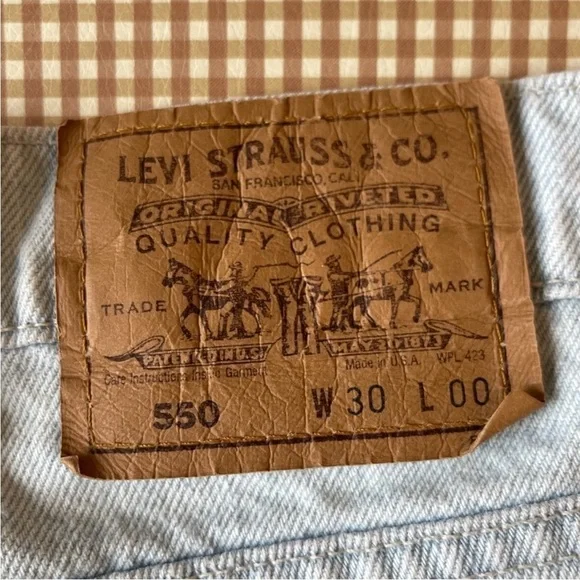 LEVI STRAUSS & CO.
SAN FRANCISCO, CAL.
ORIGINAL RIVETED
QUALITY CLOTHING
TRADE MARK
PATENTED IN U.S. MAY 20 1873
Care Instructions Inside Garment Made in U.S.A. WPL 423
550 W 30 L 00